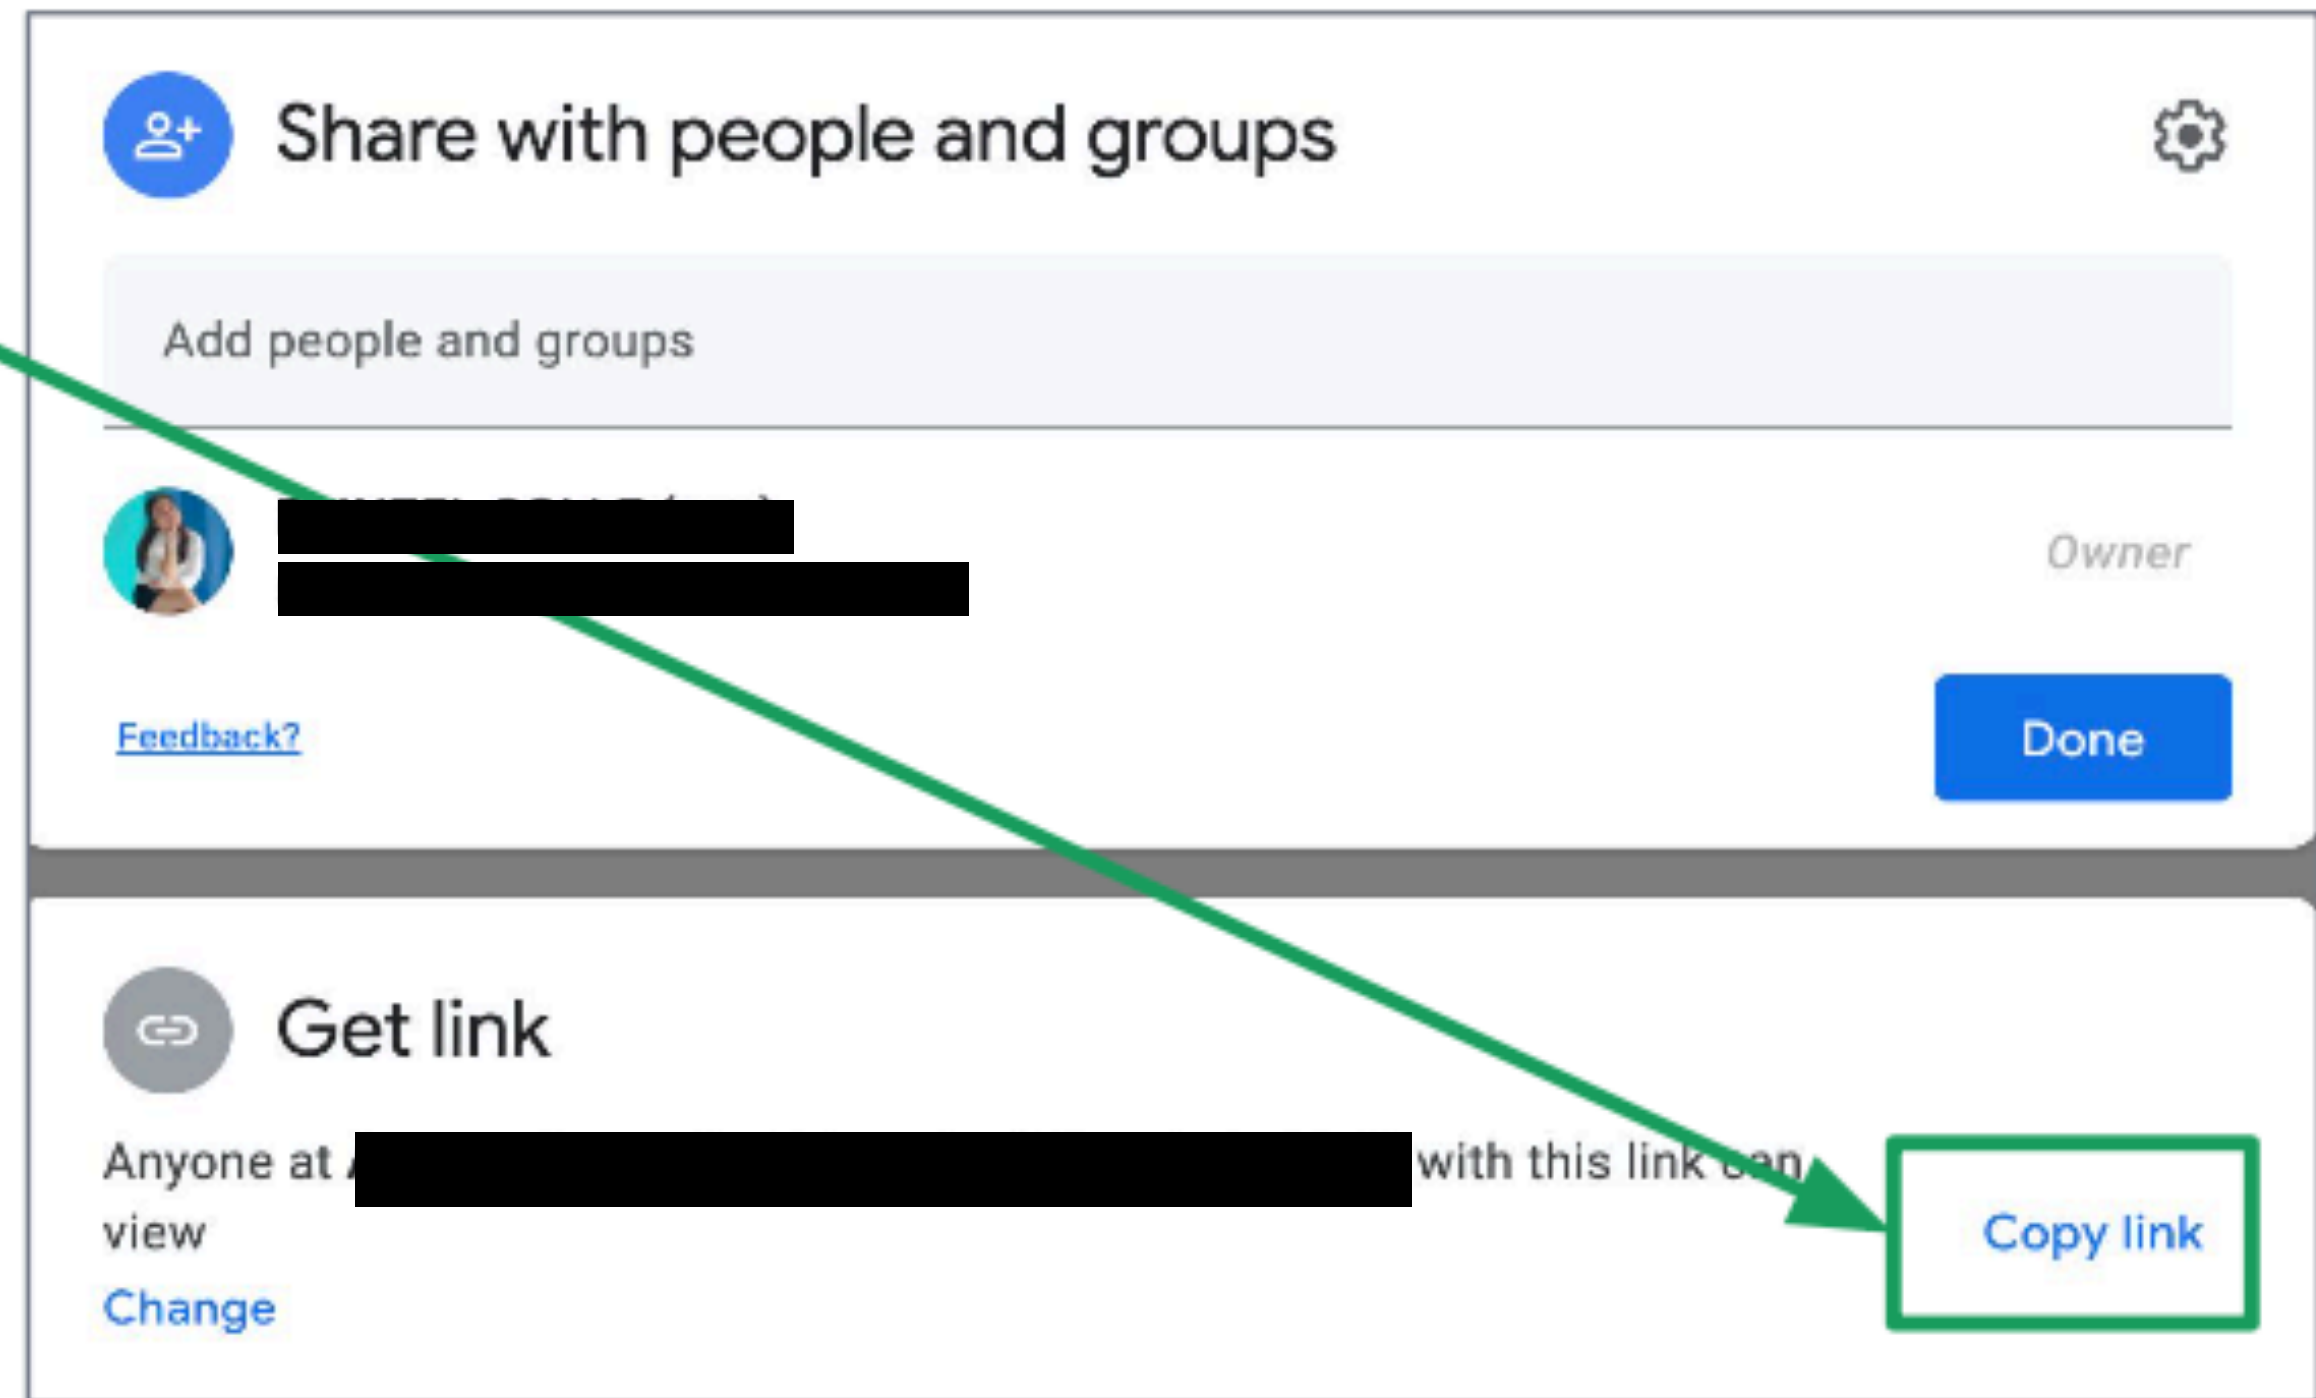 Share with people and groups
Add people and groups
Owner
Feedback?
Done
Get link
Anyone at with this link can
view
Change
Copy link